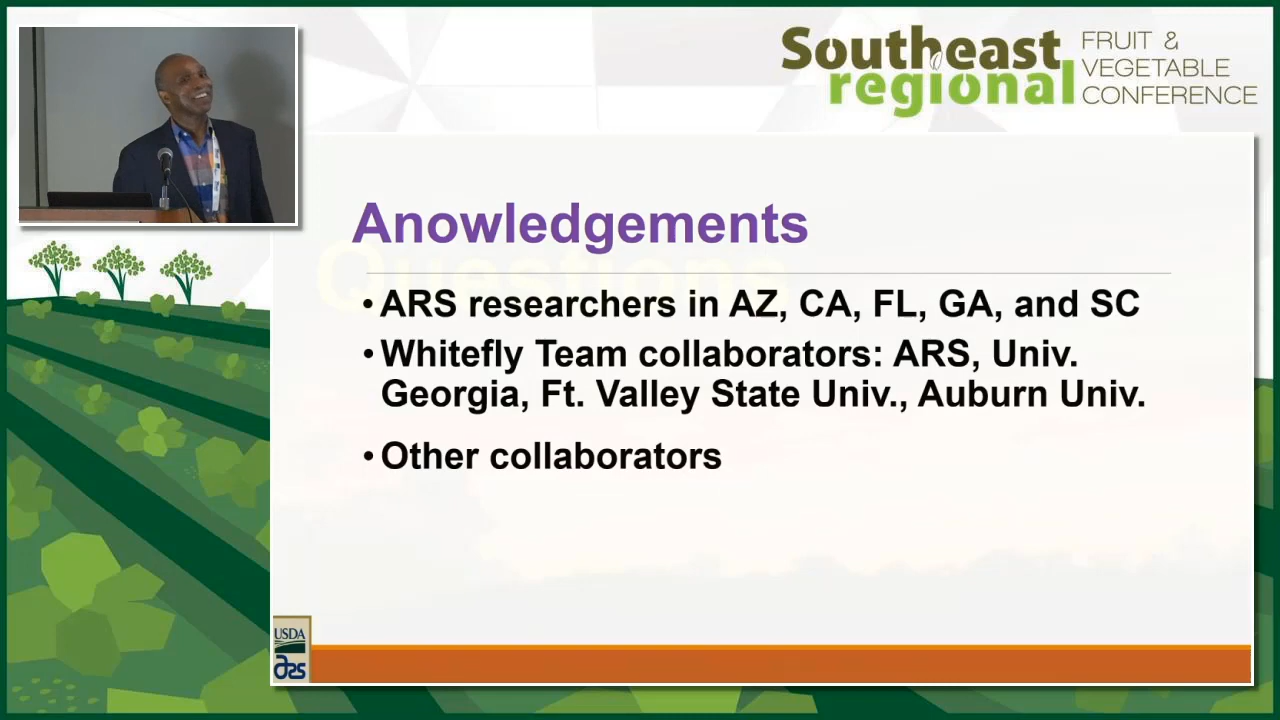 Southeast
regional
FRUIT &
VEGETABLE
CONFERENCE
Anowledgements
Questions
• ARS researchers in AZ, CA, FL, GA, and SC
• Whitefly Team collaborators: ARS, Univ.
Georgia, Ft. Valley State Univ., Auburn Univ.
• Other collaborators
USDA
ars